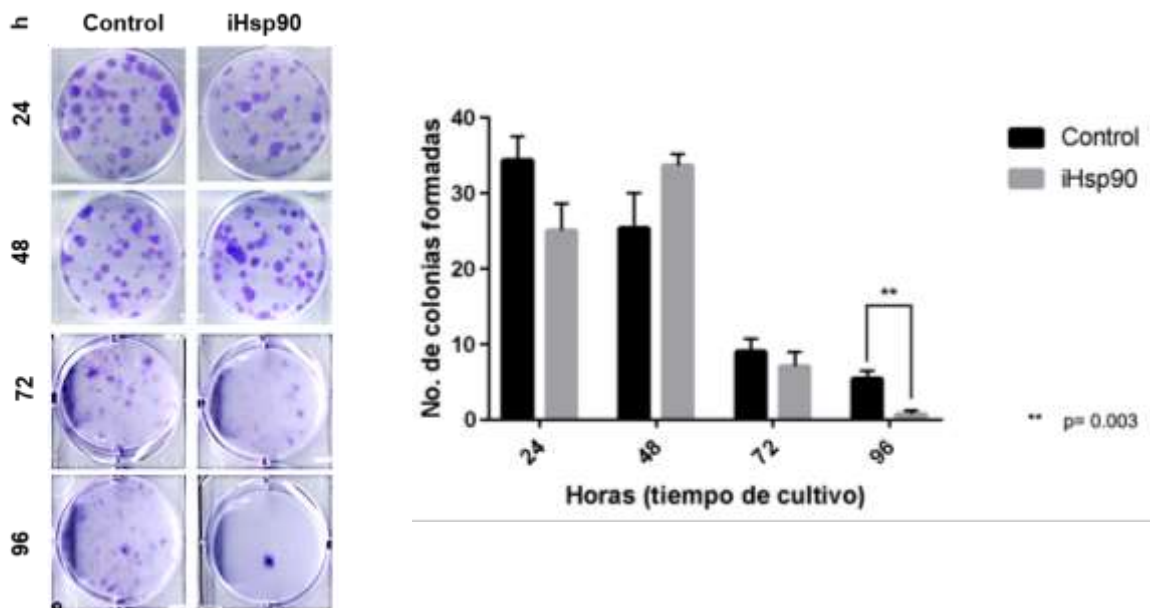 h Control iHsp90
24
48
72
96
40
30
20
10
0
No. de colonias formadas
24 48 72 96
Horas (tiempo de cultivo)
**
Control
iHsp90
** p= 0.003